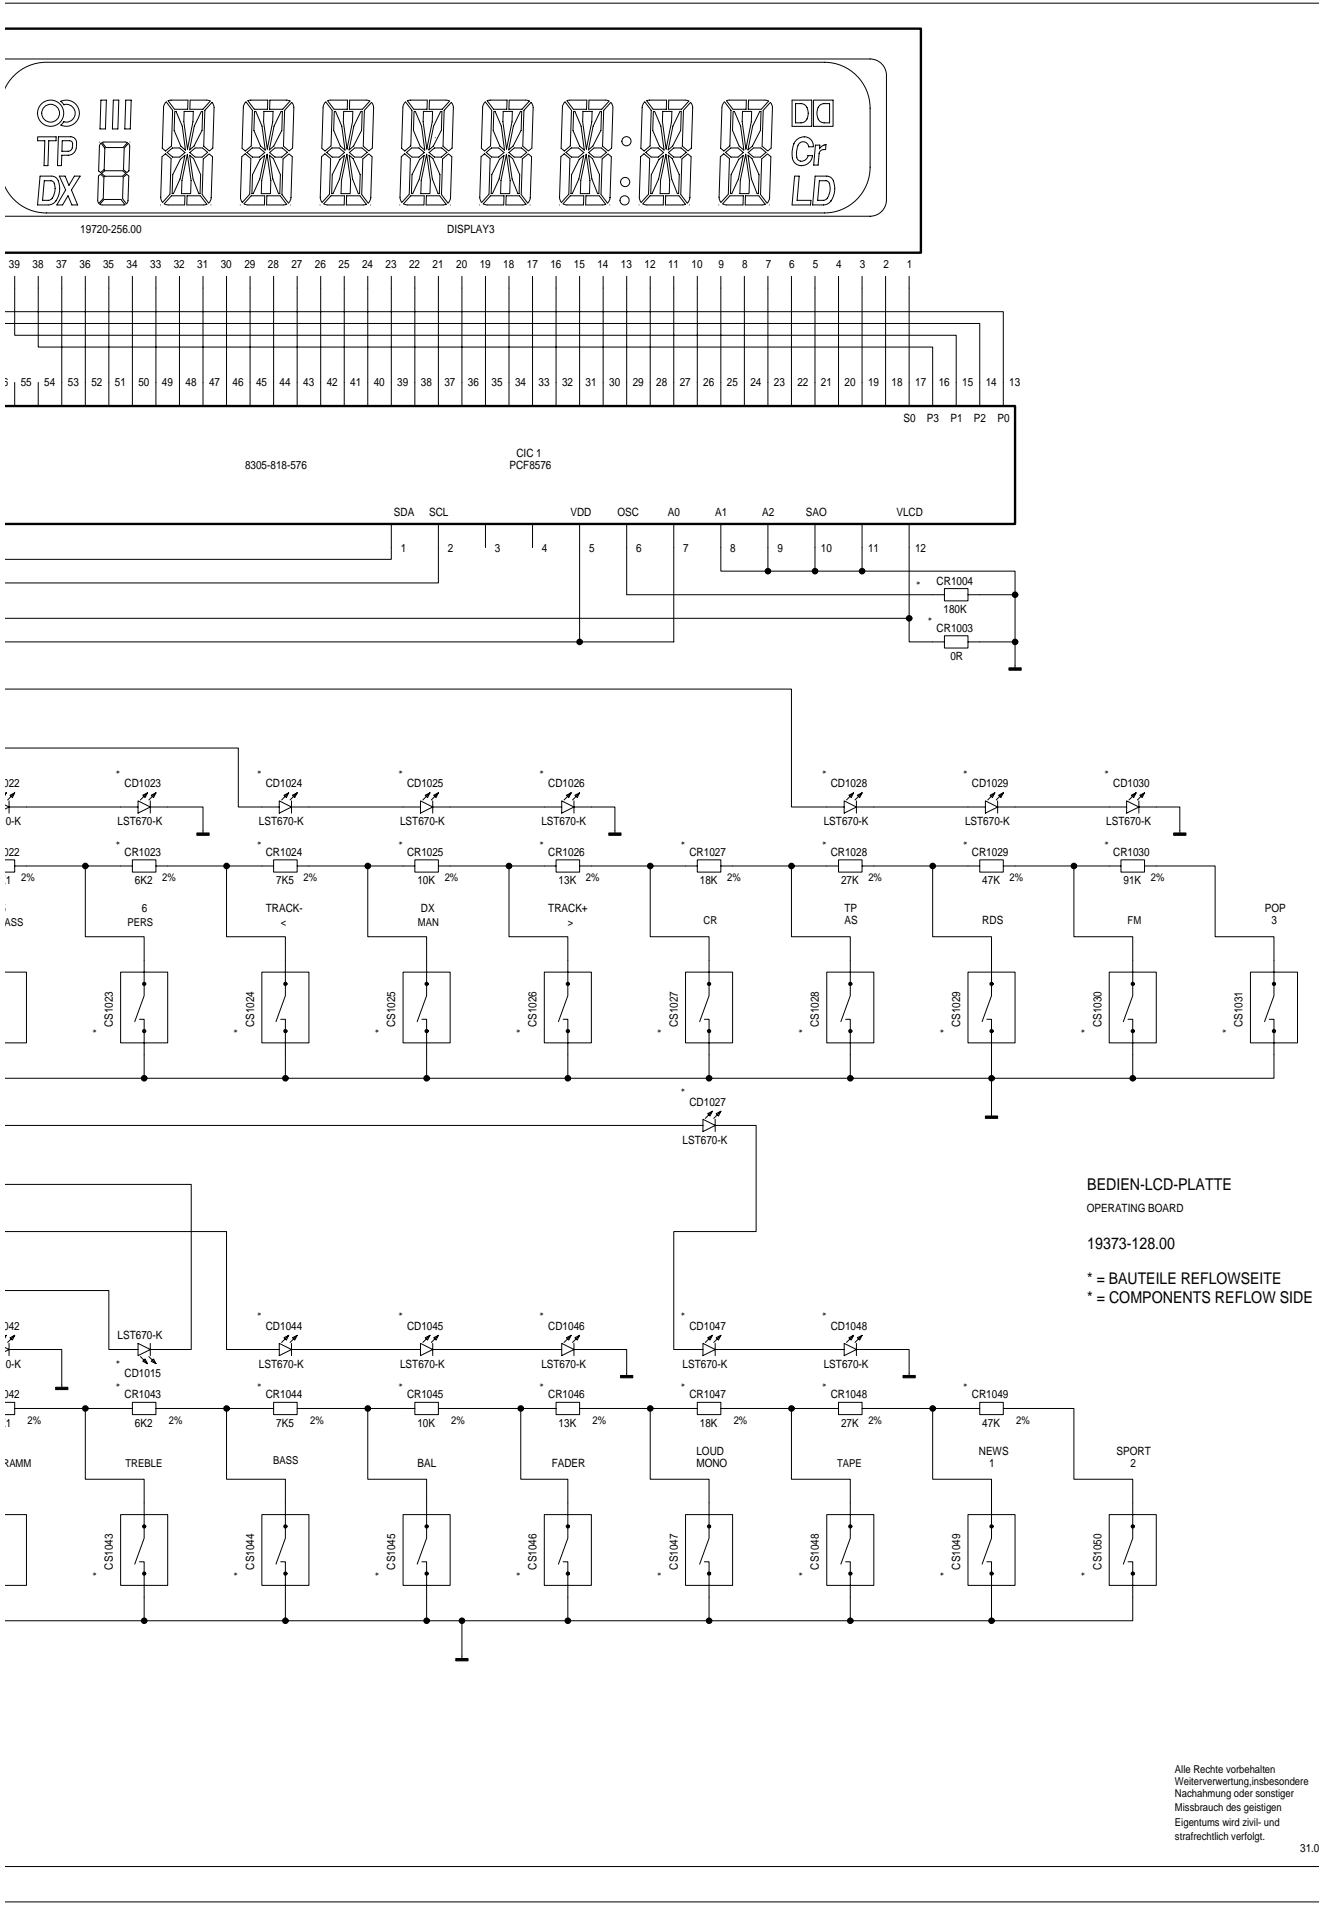 TP
Cr
DX
LD
19720-256.00 DISPLAY3
39 38 37 36 35 34 33 32 31 30 29 28 27 26 25 24 23 22 21 20 19 18 17 16 15 14 13 12 11 10 9 8 7 6 5 4 3 2 1
55 54 53 52 51 50 49 48 47 46 45 44 43 42 41 40 39 38 37 36 35 34 33 32 31 30 29 28 27 26 25 24 23 22 21 20 19 18 17 16 15 14 13
S0 P3 P1 P2 P0
8305-818-576
CIC 1
PCF8576
SDA SCL VDD OSC A0 A1 A2 SAO VLCD
1 2 3 4 5 6 7 8 9 10 11 12
* CR1004
180K
* CR1003
0R
022 * CD1023 * CD1024 * CD1025 * CD1026 * CD1028 * CD1029 * CD1030
0-K LST670-K LST670-K LST670-K LST670-K LST670-K LST670-K LST670-K
022 * CR1023 * CR1024 * CR1025 * CR1026 * CR1027 * CR1028 * CR1029 * CR1030
.1 2% 6K2 2% 7K5 2% 10K 2% 13K 2% 18K 2% 27K 2% 47K 2% 91K 2%
6 TRACK- DX TRACK+ TP POP
ASS PERS < MAN > CR AS RDS FM 3
* CS1023 * CS1024 * CS1025 * CS1026 * CS1027 * CS1028 * CS1029 * CS1030 * CS1031
* CD1027
LST670-K
BEDIEN-LCD-PLATTE
OPERATING BOARD
19373-128.00
* = BAUTEILE REFLOWSEITE
* = COMPONENTS REFLOW SIDE
042 LST670-K * CD1044 * CD1045 * CD1046 * CD1047 * CD1048
0-K * CD1015 LST670-K LST670-K LST670-K LST670-K LST670-K
042 * CR1043 * CR1044 * CR1045 * CR1046 * CR1047 * CR1048 * CR1049
.1 2% 6K2 2% 7K5 2% 10K 2% 13K 2% 18K 2% 27K 2% 47K 2%
LOUD NEWS SPORT
RAMM TREBLE BASS BAL FADER MONO TAPE 1 2
* CS1043 * CS1044 * CS1045 * CS1046 * CS1047 * CS1048 * CS1049 * CS1050
Alle Rechte vorbehalten
Weiterverwertung,insbesondere
Nachahmung oder sonstiger
Missbrauch des geistigen
Eigentums wird zivil- und
strafrechtlich verfolgt.
31.0